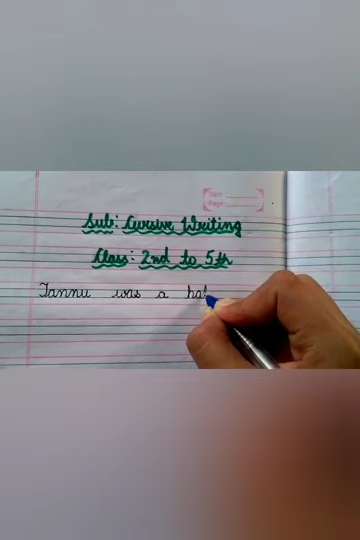 Date
Page
Sub: Cursive Writing
Class: 2nd to 5th
Tannu was a